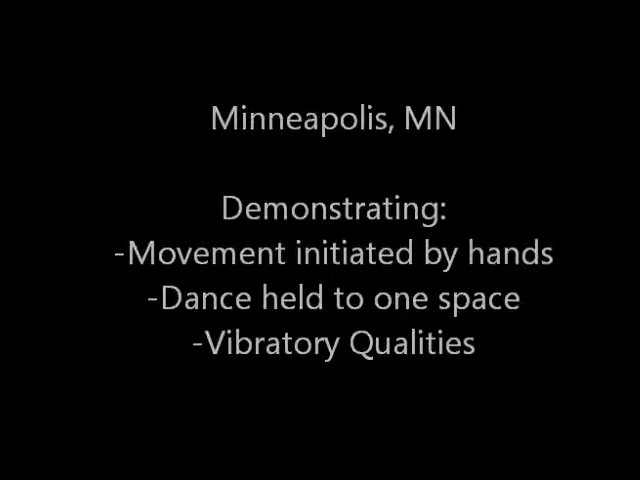 Minneapolis, MN
Demonstrating:
-Movement initiated by hands
-Dance held to one space
-Vibratory Qualities